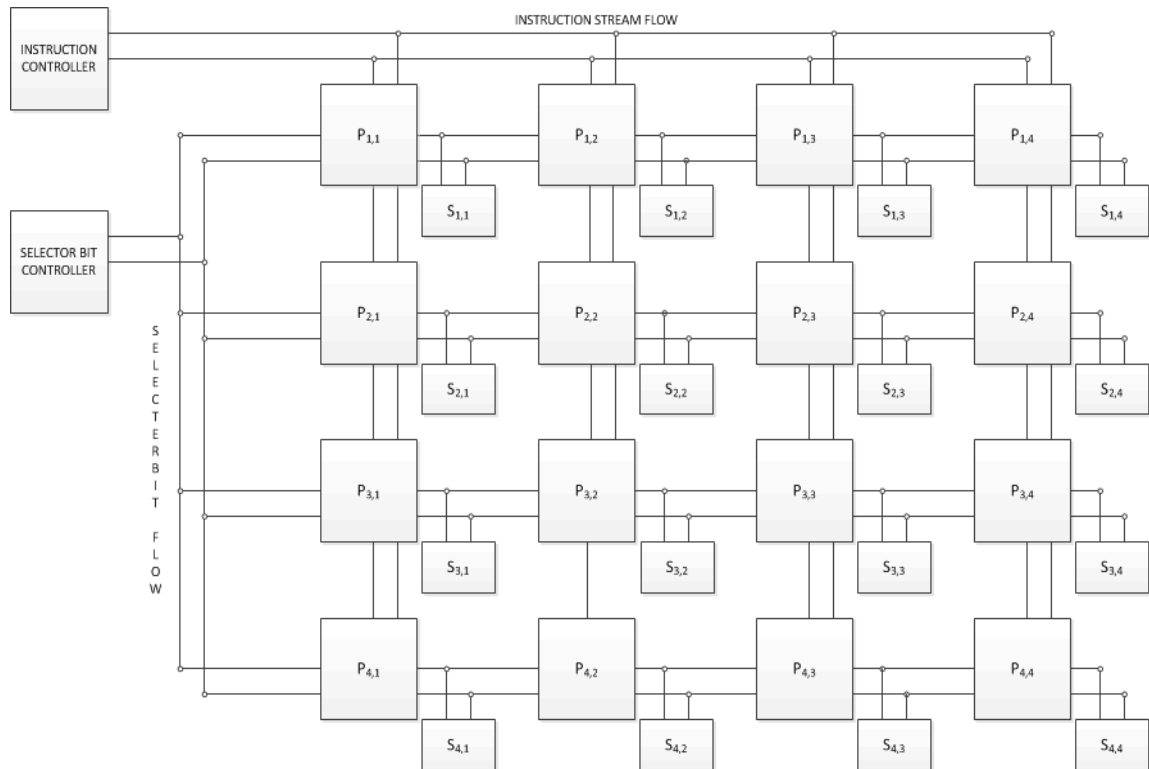 INSTRUCTION STREAM FLOW
INSTRUCTION
CONTROLLER
P1,1
P1,2
P1,3
P1,4
S1,1
S1,2
S1,3
S1,4
SELECTOR BIT
CONTROLLER
P2,1
P2,2
P2,3
P2,4
S2,1
S2,2
S2,3
S2,4
SELECTERBIT FLOW
P3,1
P3,2
P3,3
P3,4
S3,1
S3,2
S3,3
S3,4
P4,1
P4,2
P4,3
P4,4
S4,1
S4,2
S4,3
S4,4